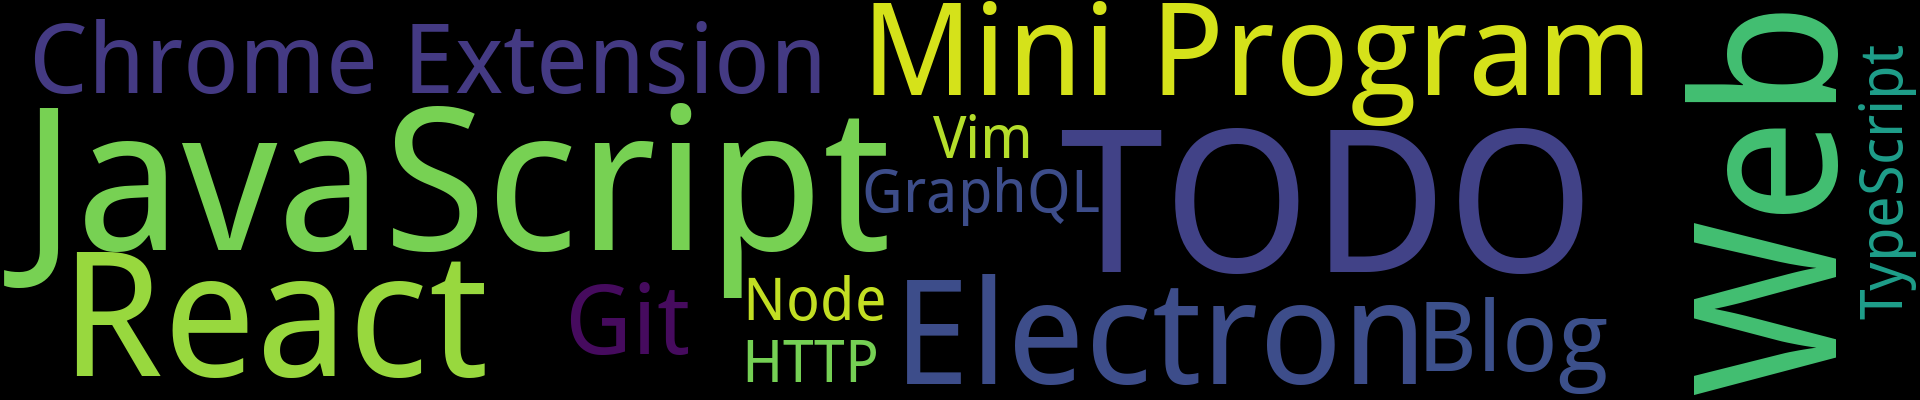 Chrome Extension
Mini Program
JavaScript
Vim
GraphQL
TODO
React
Git
Node
HTTP
Electron
Blog
Web
TypeScript